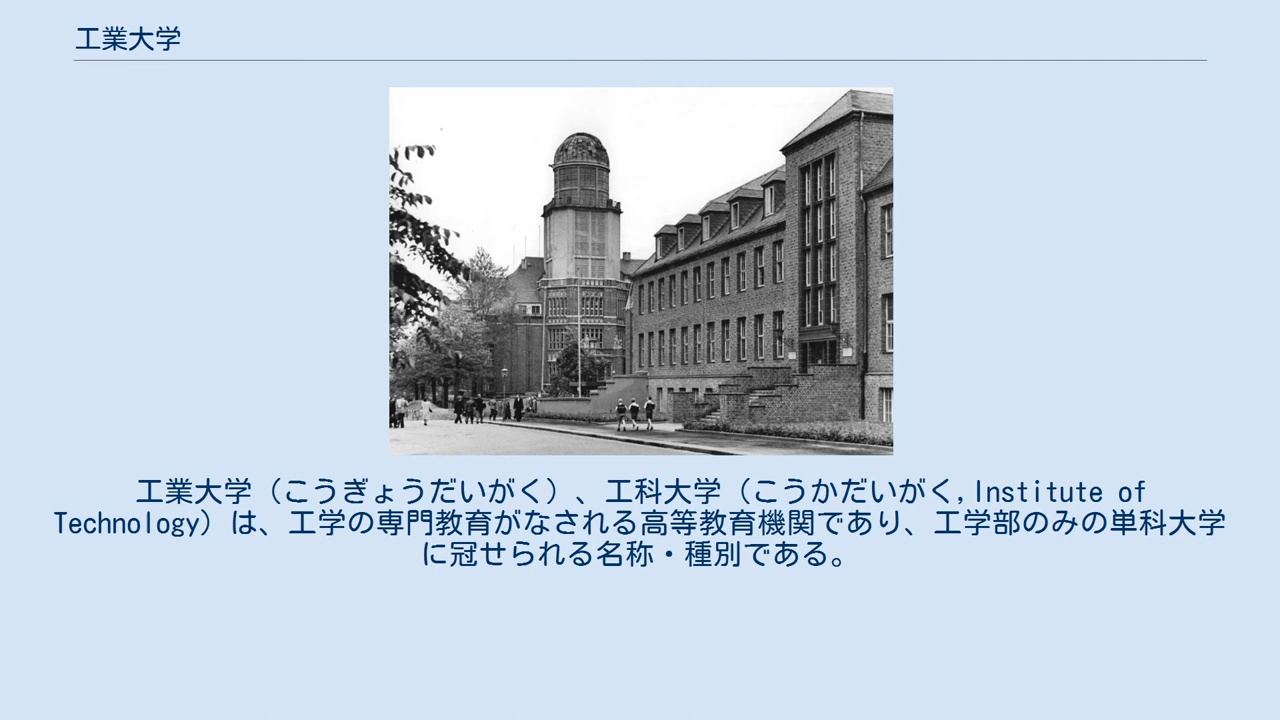 工業大学
工業大学（こうぎょうだいがく）、工科大学（こうかだいがく,Institute of
Technology）は、工学の専門教育がなされる高等教育機関であり、工学部のみの単科大学
に冠せられる名称・種別である。